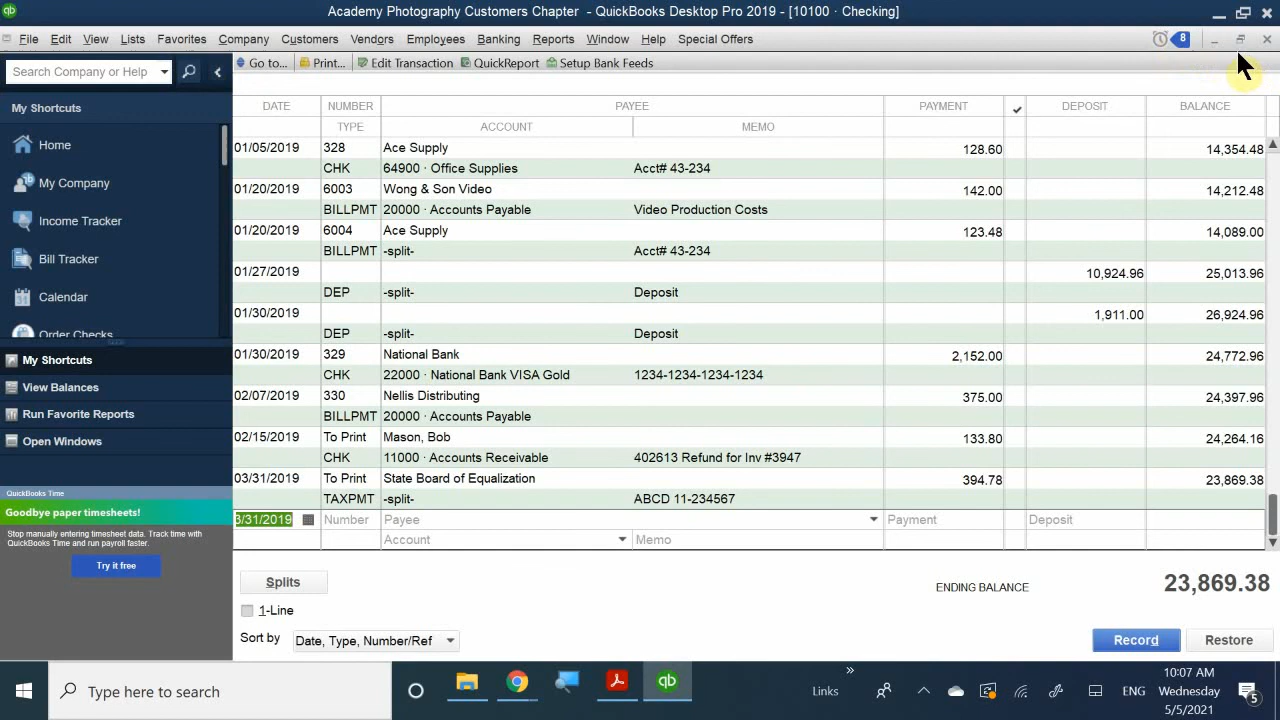 Academy Photography Customers Chapter - QuickBooks Desktop Pro 2019 - [10100 · Checking]
File Edit View Lists Favorites Company Customers Vendors Employees Banking Reports Window Help Special Offers 8
Search Company or Help
Go to... Print... Edit Transaction QuickReport Setup Bank Feeds
My Shortcuts
Home
My Company
Income Tracker
Bill Tracker
Calendar
Order Checks
My Shortcuts
View Balances
Run Favorite Reports
Open Windows
QuickBooks Time
Goodbye paper timesheets!
Stop manually entering timesheet data. Track time with
QuickBooks Time and run payroll faster.
Try it free
DATE NUMBER PAYEE PAYMENT ✓ DEPOSIT BALANCE
TYPE ACCOUNT MEMO
01/05/2019 328 Ace Supply 128.60 14,354.48
CHK 64900 · Office Supplies Acct# 43-234
01/20/2019 6003 Wong & Son Video 142.00 14,212.48
BILLPMT 20000 · Accounts Payable Video Production Costs
01/20/2019 6004 Ace Supply 123.48 14,089.00
BILLPMT -split- Acct# 43-234
01/27/2019 10,924.96 25,013.96
DEP -split- Deposit
01/30/2019 1,911.00 26,924.96
DEP -split- Deposit
01/30/2019 329 National Bank 2,152.00 24,772.96
CHK 22000 · National Bank VISA Gold 1234-1234-1234-1234
02/07/2019 330 Nellis Distributing 375.00 24,397.96
BILLPMT 20000 · Accounts Payable
02/15/2019 To Print Mason, Bob 133.80 24,264.16
CHK 11000 · Accounts Receivable 402613 Refund for Inv #3947
03/31/2019 To Print State Board of Equalization 394.78 23,869.38
TAXPMT -split- ABCD 11-234567
3/31/2019 Number Payee Payment Deposit
Account Memo
Splits
ENDING BALANCE 23,869.38
1-Line
Sort by Date, Type, Number/Ref
Record Restore
Type here to search
Links
ENG
10:07 AM
Wednesday
5/5/2021
5